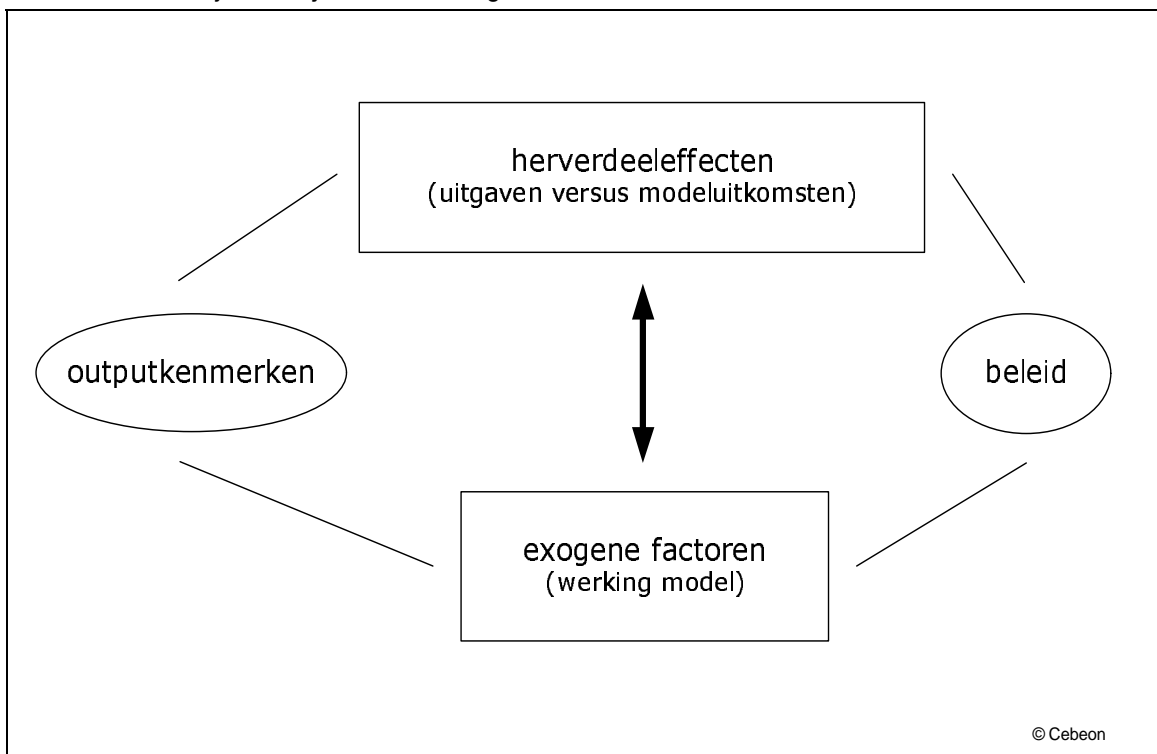 herverdeeleffecten
(uitgaven versus modeluitkomsten)
outputkenmerken
beleid
exogene factoren
(werking model)
© Cebeon